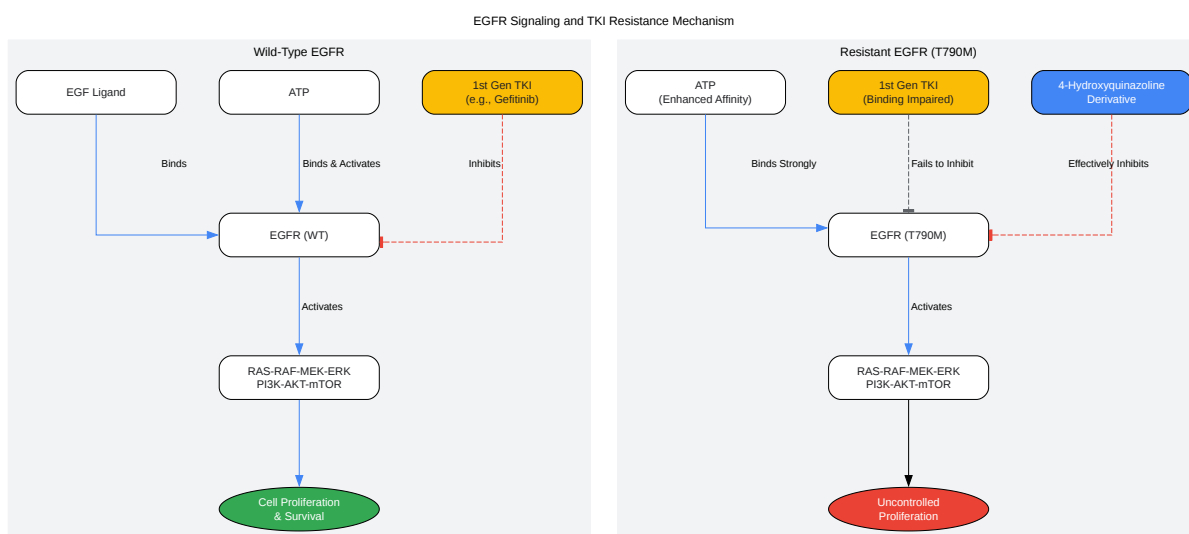 EGFR Signaling and TKI Resistance Mechanism
Wild-Type EGFR
EGF Ligand
ATP
1st Gen TKI
(e.g., Gefitinib)
Binds
Binds & Activates
Inhibits
EGFR (WT)
Activates
RAS-RAF-MEK-ERK
PI3K-AKT-mTOR
Cell Proliferation
& Survival
Resistant EGFR (T790M)
ATP
(Enhanced Affinity)
1st Gen TKI
(Binding Impaired)
4-Hydroxyquinazoline
Derivative
Binds Strongly
Fails to Inhibit
Effectively Inhibits
EGFR (T790M)
Activates
RAS-RAF-MEK-ERK
PI3K-AKT-mTOR
Uncontrolled
Proliferation